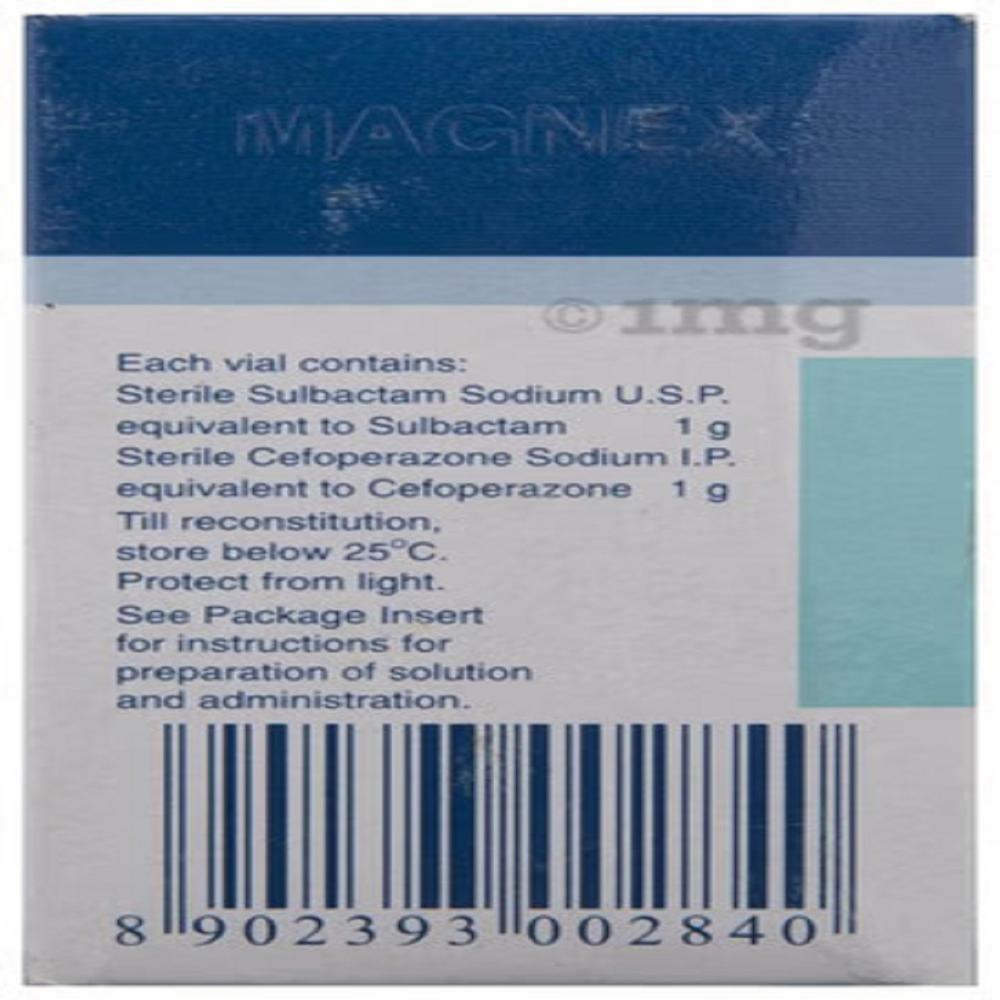 MAGNEX
©1mg
Each vial contains:
Sterile Sulbactam Sodium U.S.P.
equivalent to Sulbactam 1 g
Sterile Cefoperazone Sodium I.P.
equivalent to Cefoperazone 1 g
Till reconstitution,
store below 25°C.
Protect from light.
See Package Insert
for instructions for
preparation of solution
and administration.
8 902393 002840